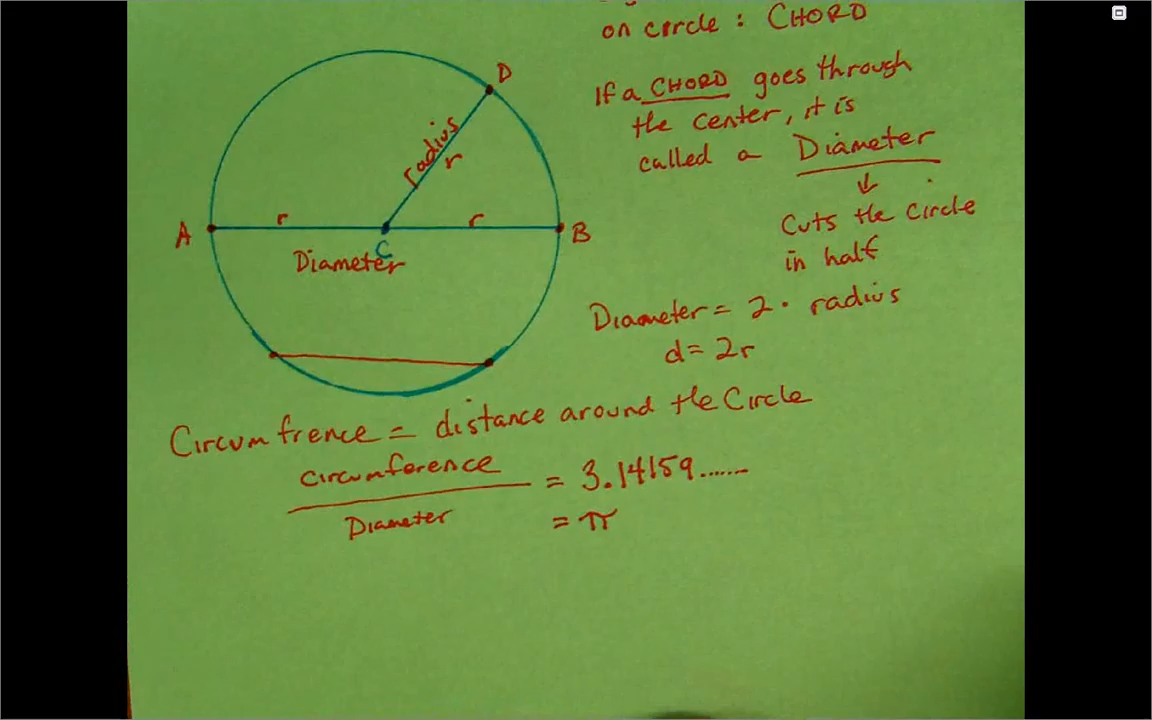 on circle : CHORD
If a CHORD goes through
the center, it is
called a Diameter
Cuts the Circle
in half
D
radius
r
A
r
r
B
C
Diameter
Diameter = 2 · radius
d = 2r
Circumfrence = distance around the Circle
Circumference
Diameter
= 3.14159......
= π